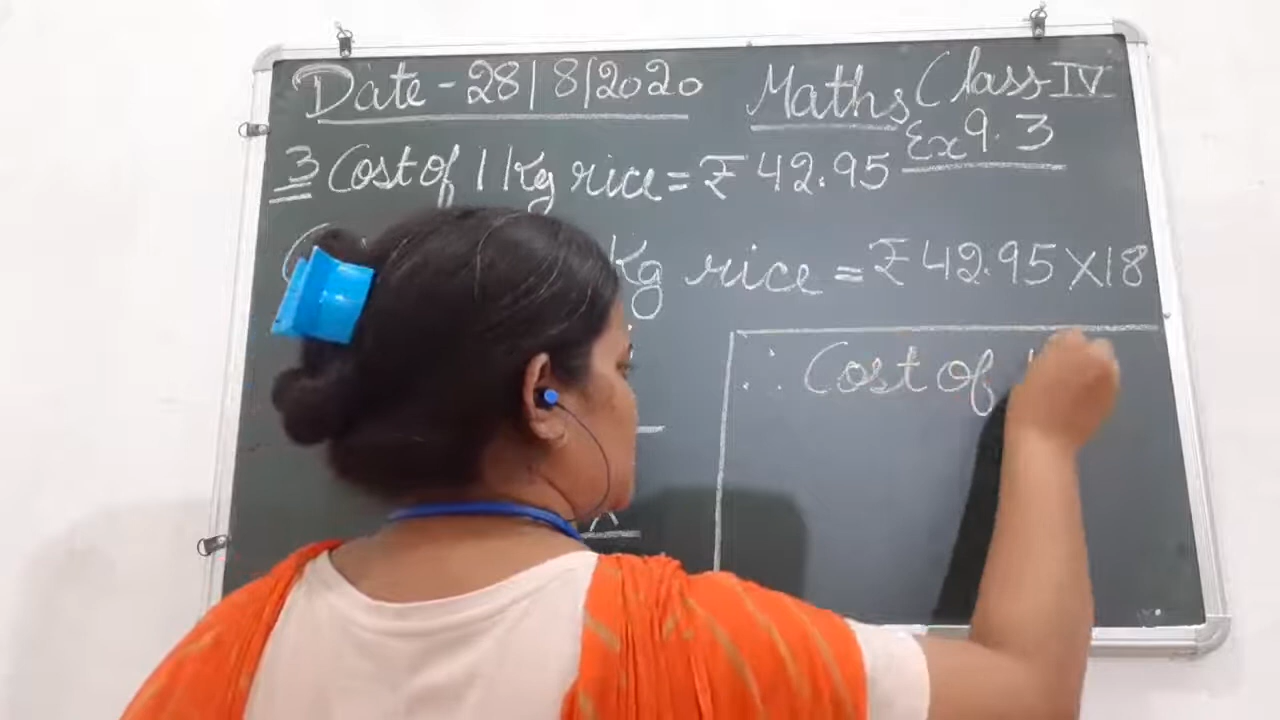 Date - 28/8/2020 Maths Class IV
Ex 9.3
3 Cost of 1 Kg rice = ₹ 42.95
Kg rice = ₹ 42.95 X 18
∴ Cost of